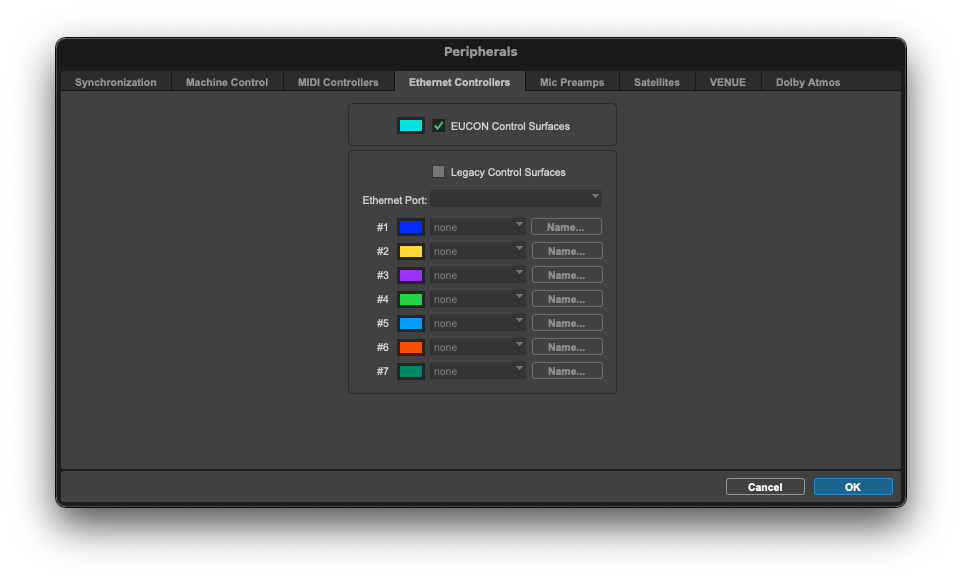 Peripherals
Synchronization Machine Control MIDI Controllers Ethernet Controllers Mic Preamps Satellites VENUE Dolby Atmos
EUCON Control Surfaces
Legacy Control Surfaces
Ethernet Port:
#1 none Name...
#2 none Name...
#3 none Name...
#4 none Name...
#5 none Name...
#6 none Name...
#7 none Name...
Cancel OK